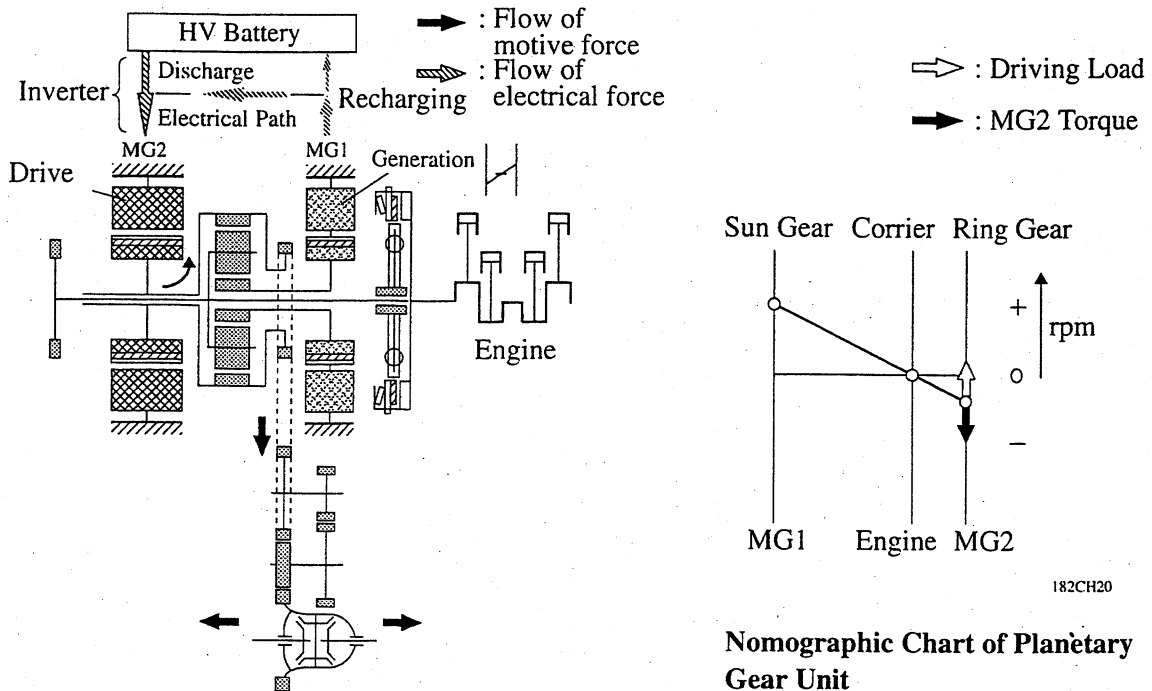 HV Battery
: Flow of
motive force
: Flow of
electrical force
Inverter
Discharge
Electrical Path
Recharging
MG2
MG1
Generation
Drive
Engine
: Driving Load
: MG2 Torque
Sun Gear Corrier Ring Gear
+
rpm
0
−
MG1 Engine MG2
182CH20
Nomographic Chart of Planetary
Gear Unit